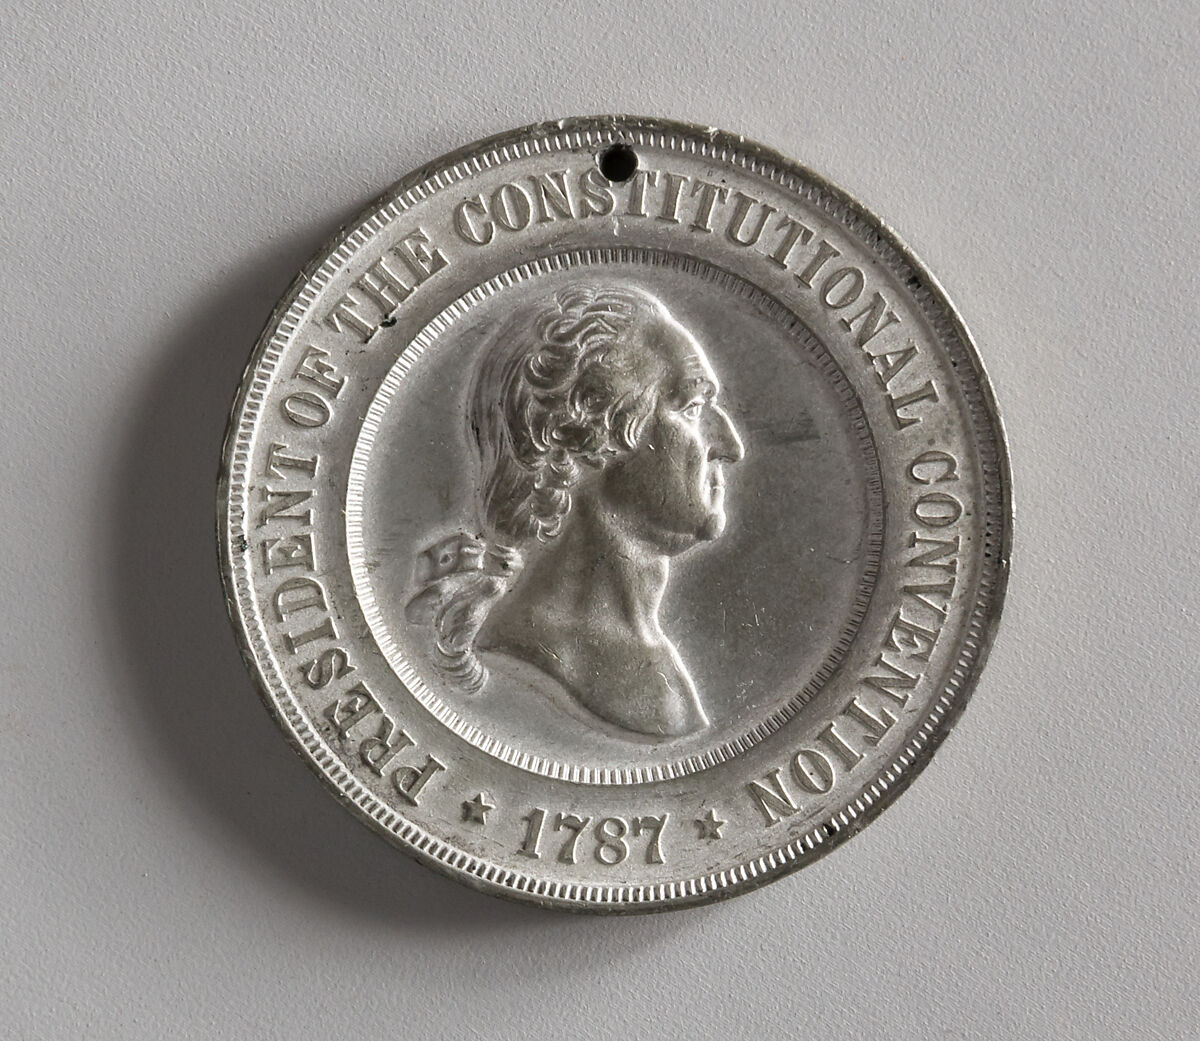 PRESIDENT OF THE CONSTITUTIONAL CONVENTION
★ 1787 ★